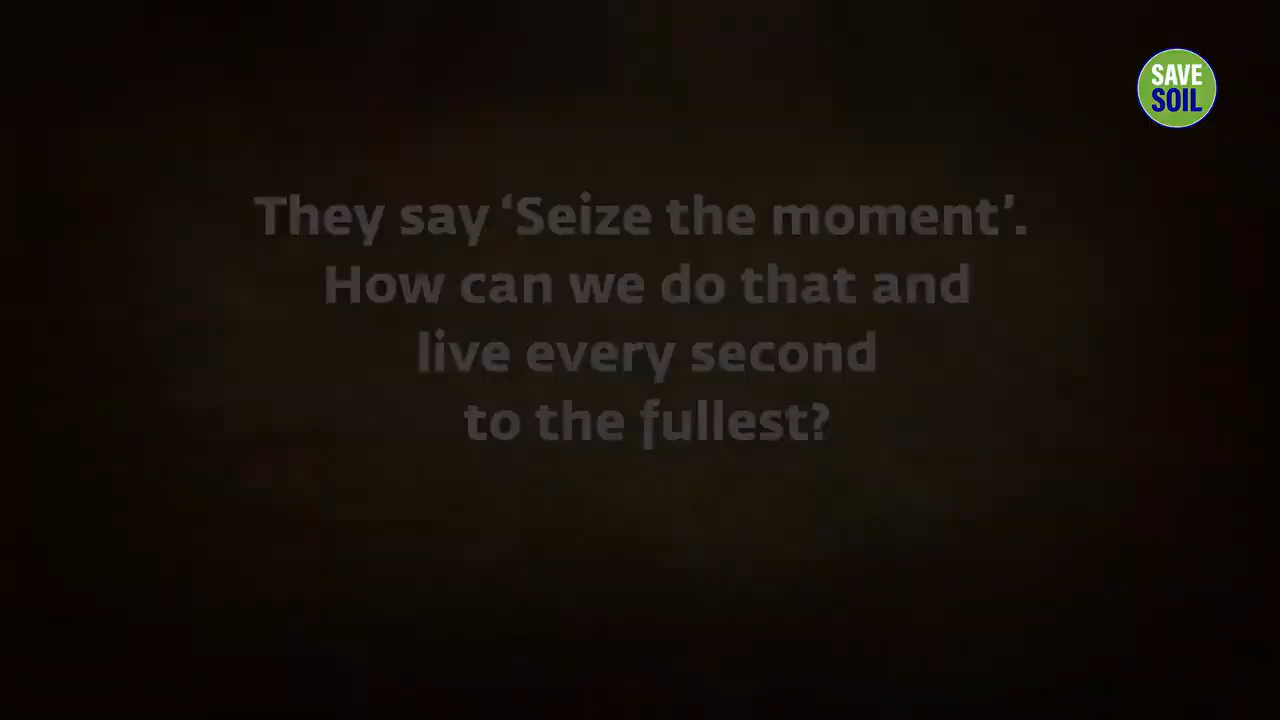 SAVE
SOIL
They say ‘Seize the moment’.
How can we do that and
live every second
to the fullest?